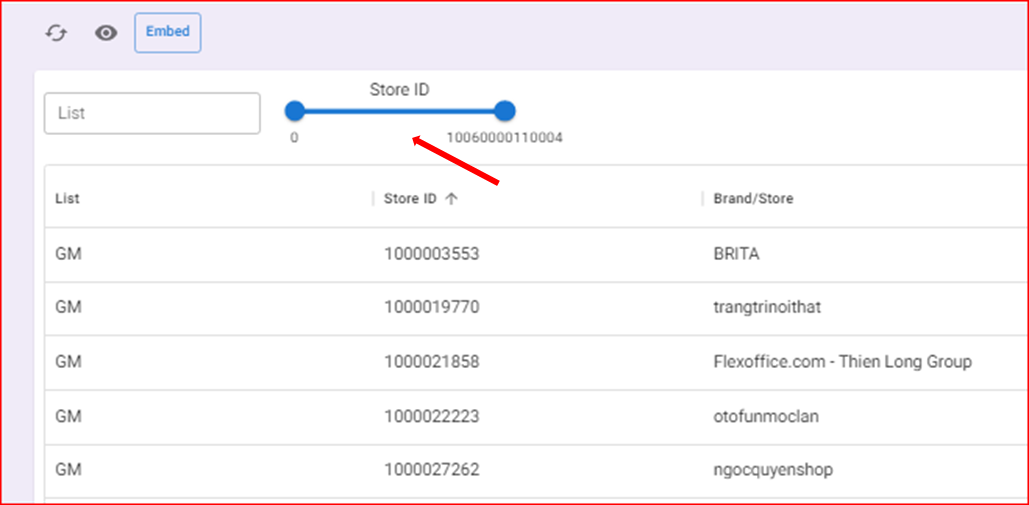 Embed
Store ID
List
0 10060000110004
List Store ID Brand/Store
GM 1000003553 BRITA
GM 1000019770 trangtrinoithat
GM 1000021858 Flexoffice.com - Thien Long Group
GM 1000022223 otofunmoclan
GM 1000027262 ngocquyenshop